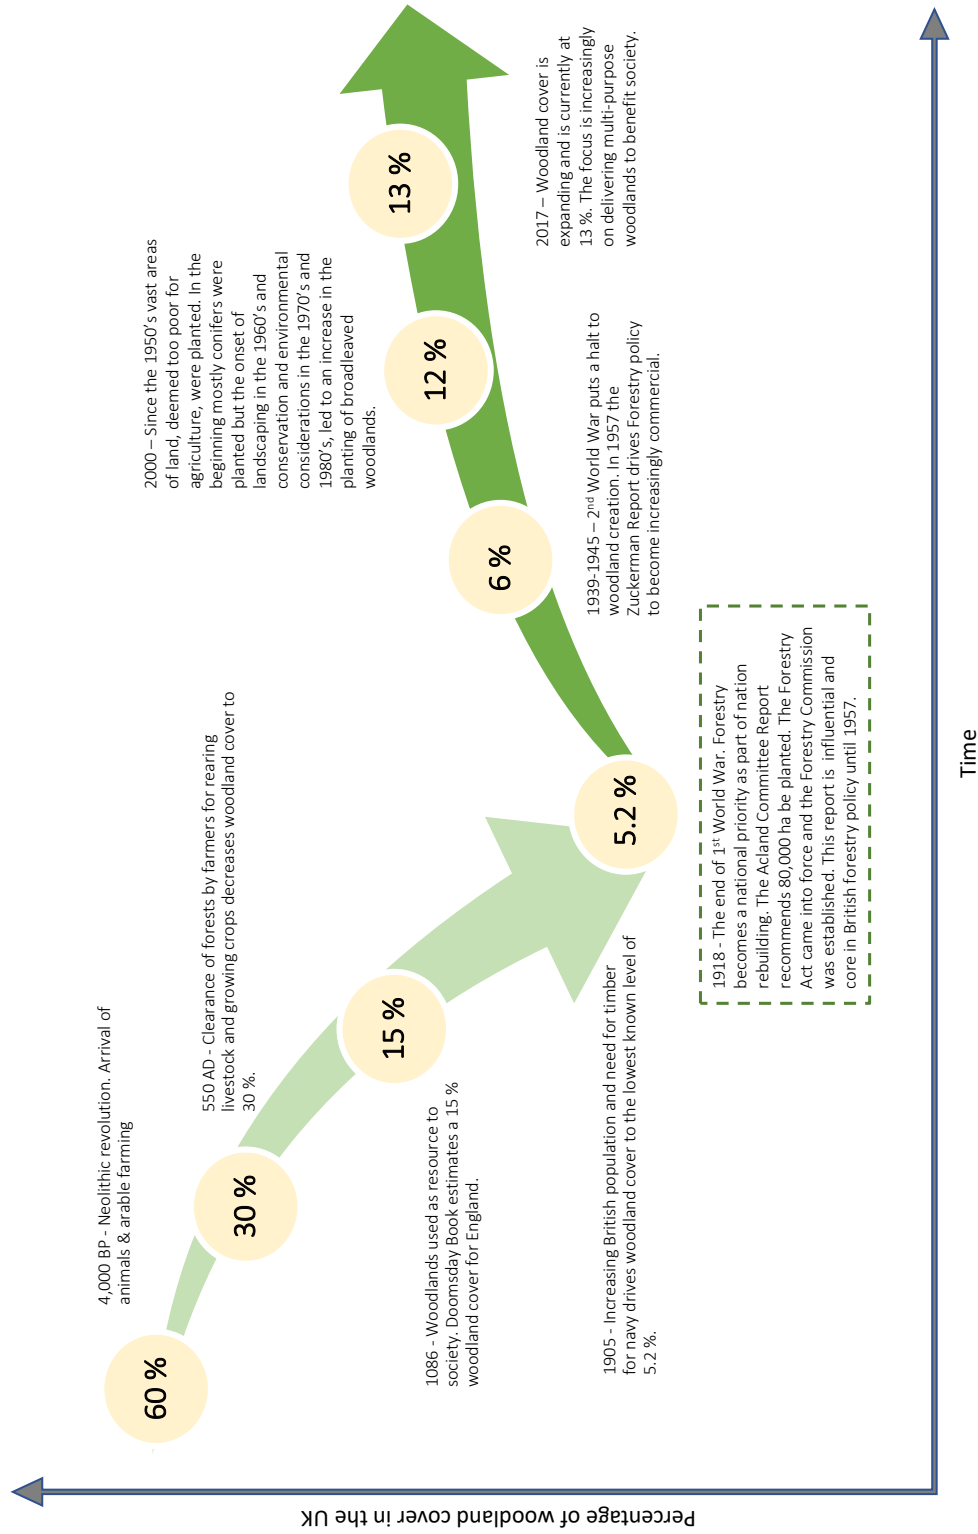 Percentage of woodland cover in the UK
60 %
4,000 BP - Neolithic revolution. Arrival of
animals & arable farming
30 %
550 AD - Clearance of forests by farmers for rearing
livestock and growing crops decreases woodland cover to
30 %.
15 %
1086 - Woodlands used as resource to
society. Doomsday Book estimates a 15 %
woodland cover for England.
5.2 %
1905 - Increasing British population and need for timber
for navy drives woodland cover to the lowest known level of
5.2 %.
1918 - The end of 1st World War. Forestry
becomes a national priority as part of nation
rebuilding. The Acland Committee Report
recommends 80,000 ha be planted. The Forestry
Act came into force and the Forestry Commission
was established. This report is influential and
core in British forestry policy until 1957.
6 %
1939-1945 – 2nd World War puts a halt to
woodland creation. In 1957 the
Zuckerman Report drives Forestry policy
to become increasingly commercial.
12 %
2000 – Since the 1950's vast areas
of land, deemed too poor for
agriculture, were planted. In the
beginning mostly conifers were
planted but the onset of
landscaping in the 1960's and
conservation and environmental
considerations in the 1970's and
1980's, led to an increase in the
planting of broadleaved
woodlands.
13 %
2017 – Woodland cover is
expanding and is currently at
13 %. The focus is increasingly
on delivering multi-purpose
woodlands to benefit society.
Time